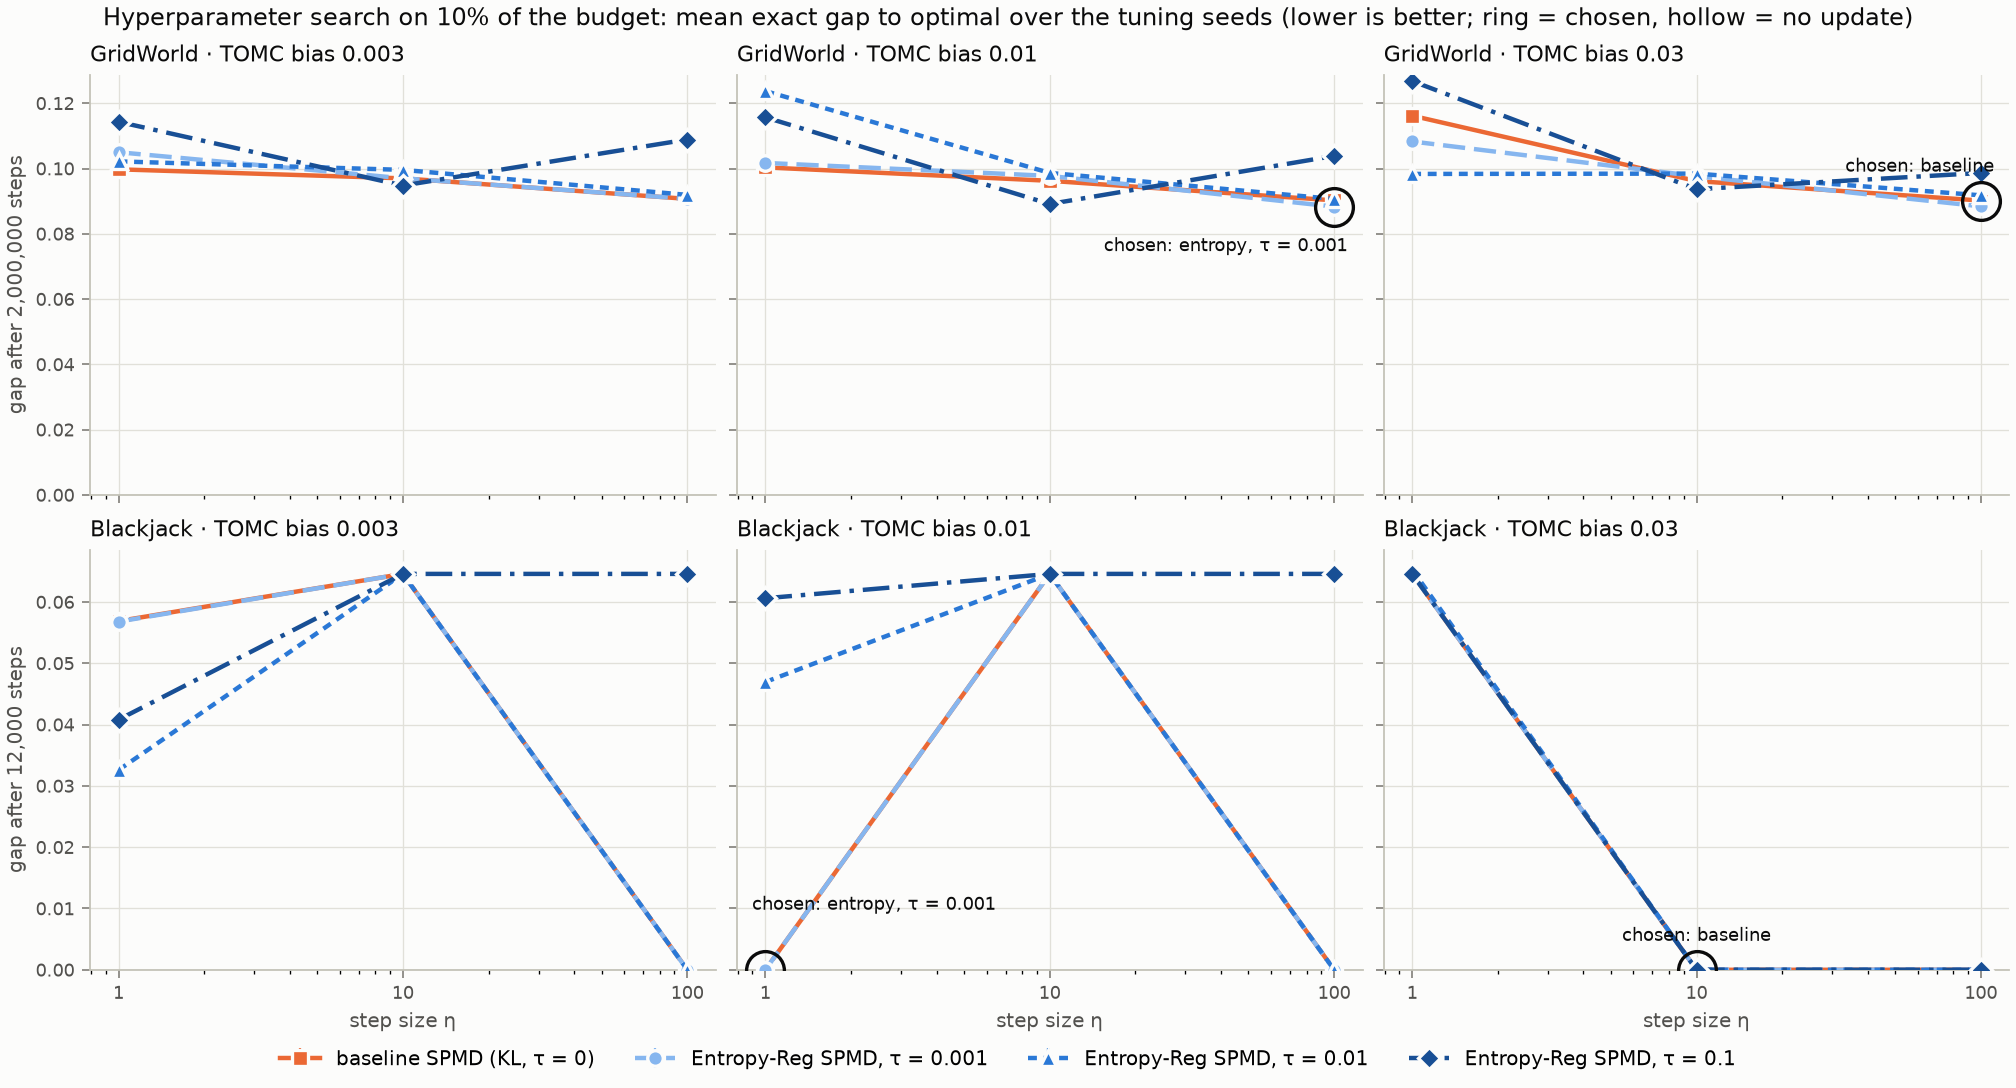 Hyperparameter search on 10% of the budget: mean exact gap to optimal over the tuning seeds (lower is better; ring = chosen, hollow = no update)
GridWorld · TOMC bias 0.003
GridWorld · TOMC bias 0.01
GridWorld · TOMC bias 0.03
gap after 2,000,000 steps
0.12
0.10
0.08
0.06
0.04
0.02
0.00
chosen: entropy, τ = 0.001
chosen: baseline
Blackjack · TOMC bias 0.003
Blackjack · TOMC bias 0.01
Blackjack · TOMC bias 0.03
gap after 12,000 steps
0.06
0.05
0.04
0.03
0.02
0.01
0.00
chosen: entropy, τ = 0.001
chosen: baseline
1 10 100
1 10 100
1 10 100
step size η
step size η
step size η
baseline SPMD (KL, τ = 0)
Entropy-Reg SPMD, τ = 0.001
Entropy-Reg SPMD, τ = 0.01
Entropy-Reg SPMD, τ = 0.1